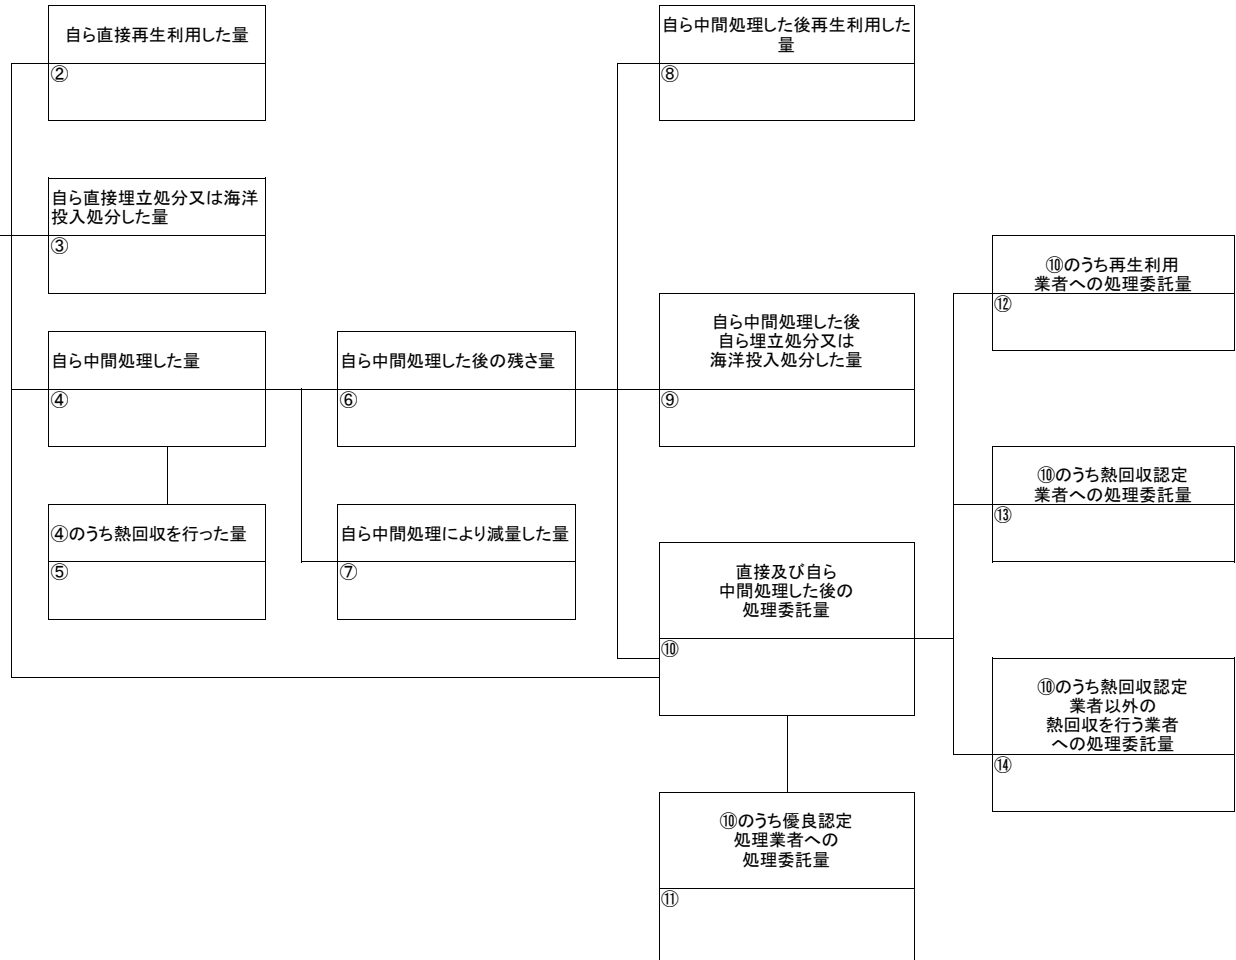 自ら直接再生利用した量
②
自ら直接埋立処分又は海洋
投入処分した量
③
自ら中間処理した量
④
④のうち熱回収を行った量
⑤
自ら中間処理した後の残さ量
⑥
自ら中間処理により減量した量
⑦
自ら中間処理した後再生利用した
量
⑧
自ら中間処理した後
自ら埋立処分又は
海洋投入処分した量
⑨
直接及び自ら
中間処理した後の
処理委託量
⑩
⑩のうち優良認定
処理業者への
処理委託量
⑪
⑩のうち再生利用
業者への処理委託量
⑫
⑩のうち熱回収認定
業者への処理委託量
⑬
⑩のうち熱回収認定
業者以外の
熱回収を行う業者
への処理委託量
⑭